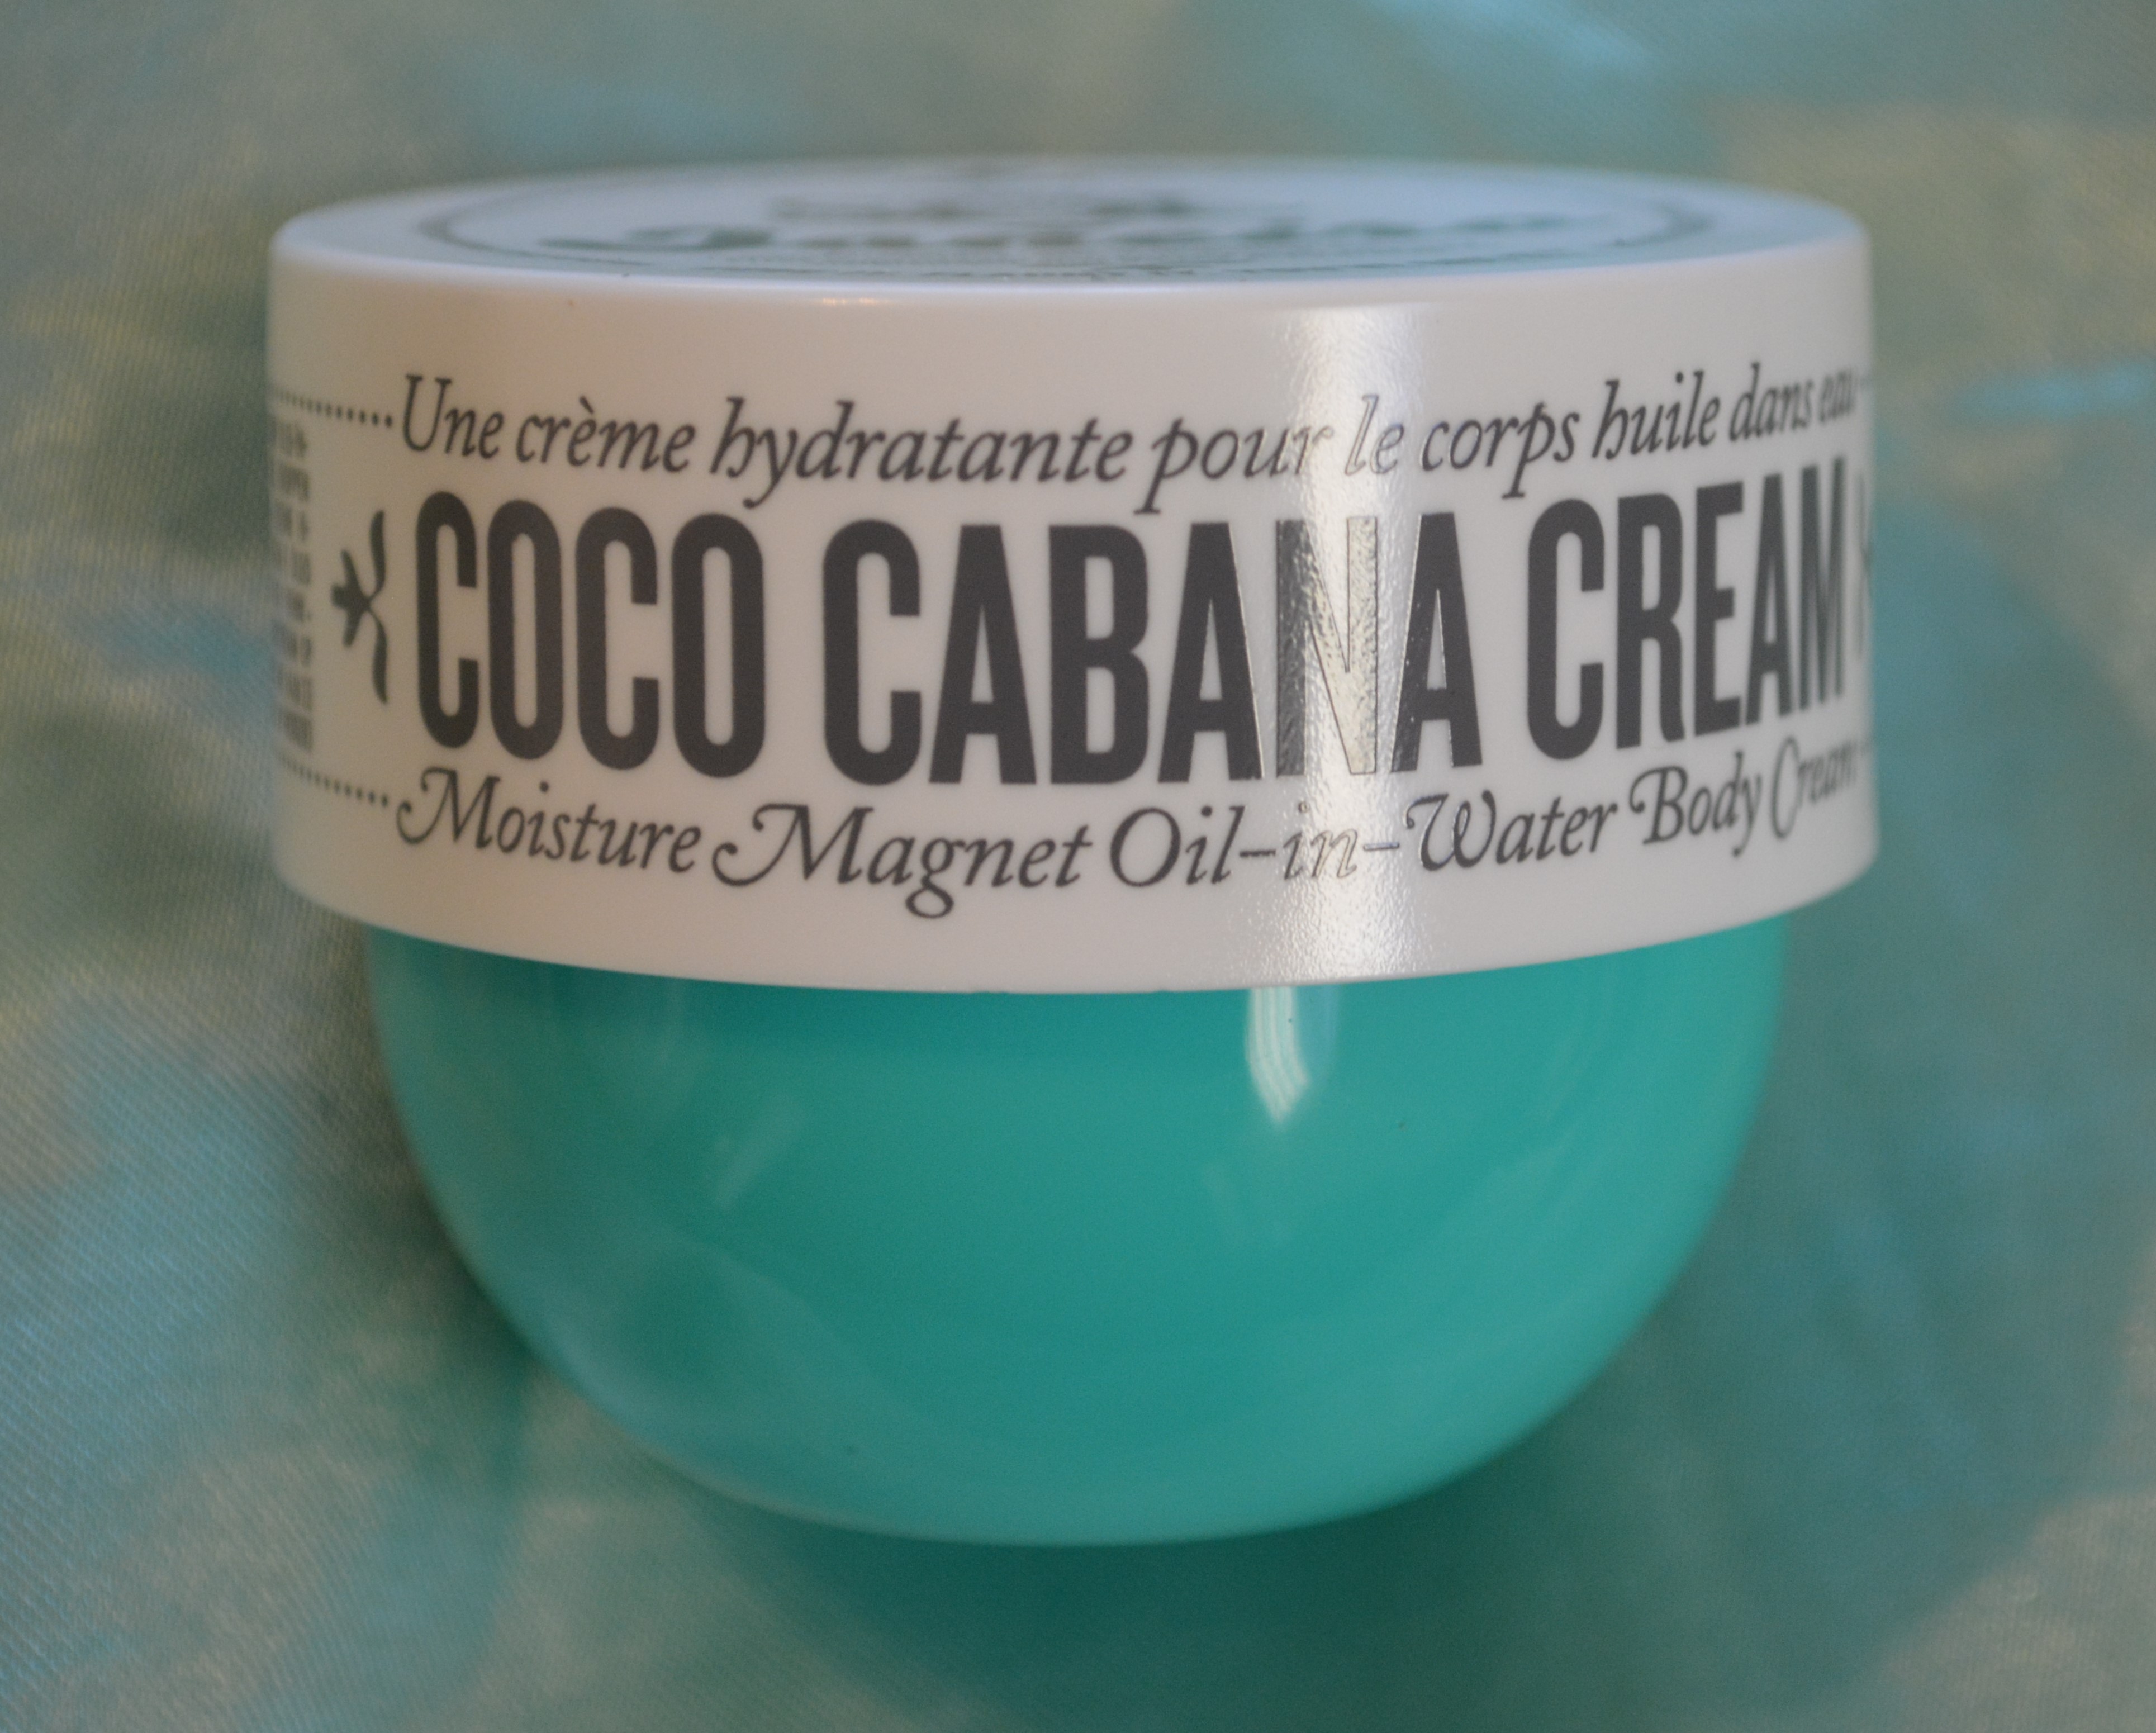 Une crème hydratante pour le corps huile dans eau
COCO CABANA CREAM
Moisture Magnet Oil-in-Water Body Cream